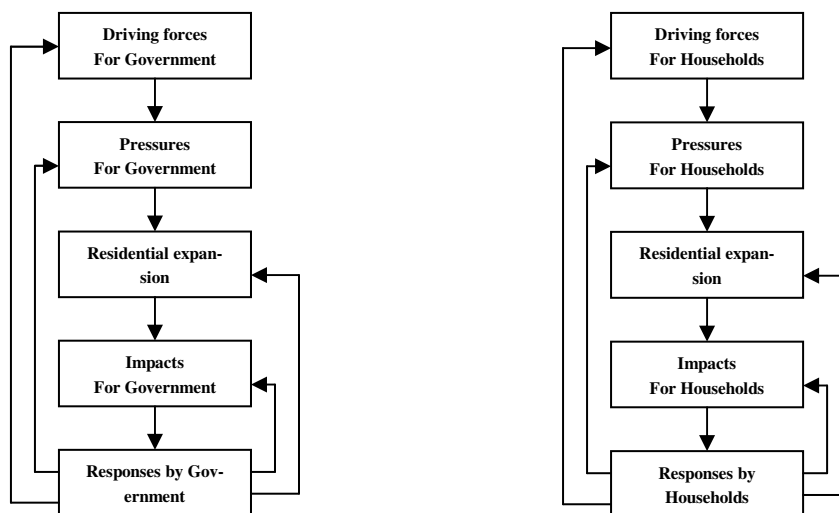 Driving forces
For Government
Pressures
For Government
Residential expan-
sion
Impacts
For Government
Responses by Gov-
ernment
Driving forces
For Households
Pressures
For Households
Residential expan-
sion
Impacts
For Households
Responses by
Households